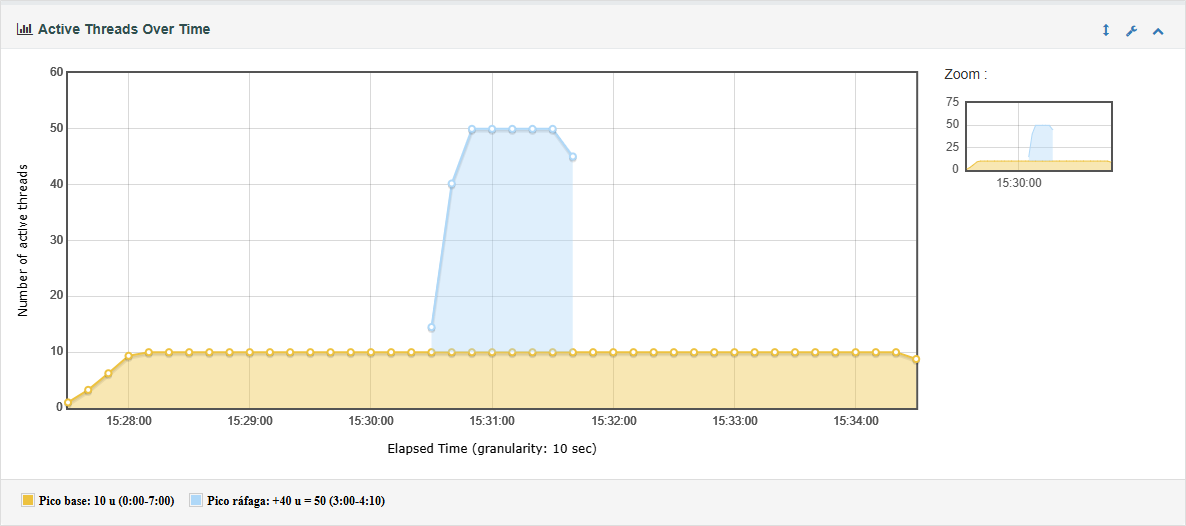 Active Threads Over Time
Zoom :
60
50
40
30
20
10
0
Number of active threads
15:28:00 15:29:00 15:30:00 15:31:00 15:32:00 15:33:00 15:34:00
Elapsed Time (granularity: 10 sec)
75
50
25
0
15:30:00
Pico base: 10 u (0:00-7:00) Pico ráfaga: +40 u = 50 (3:00-4:10)